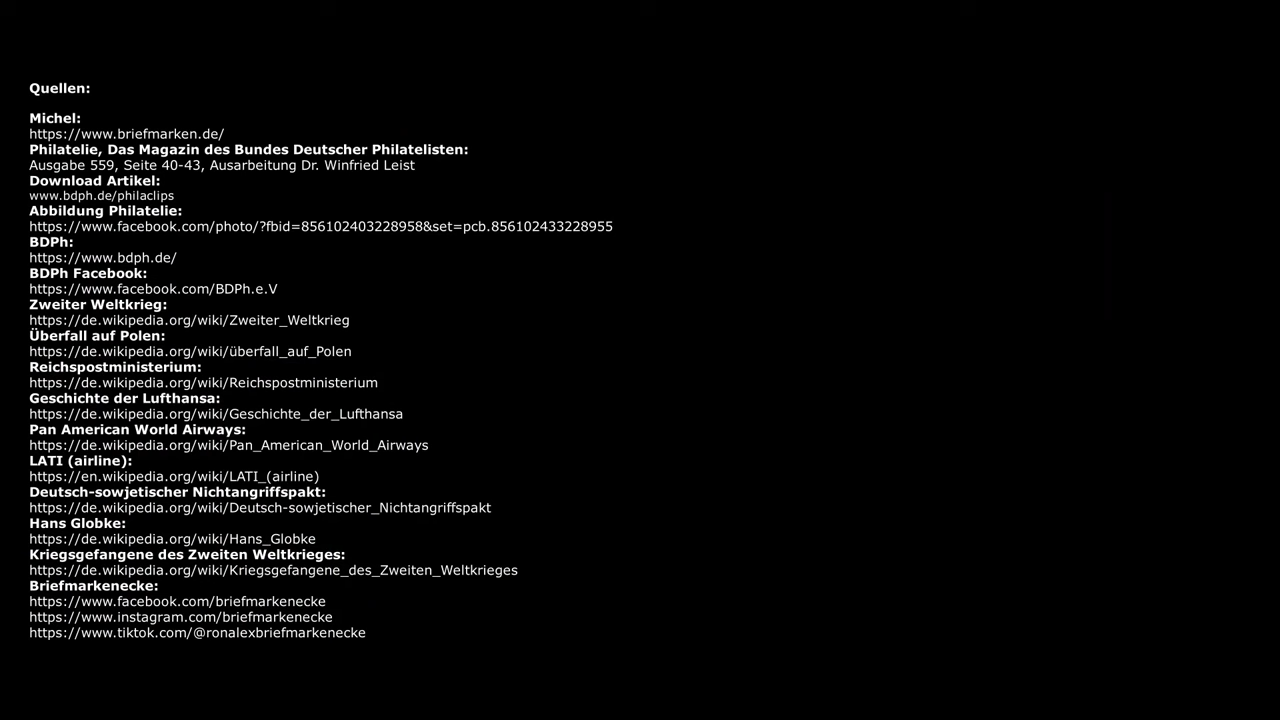 Quellen:
Michel:
https://www.briefmarken.de/
Philatelie, Das Magazin des Bundes Deutscher Philatelisten:
Ausgabe 559, Seite 40-43, Ausarbeitung Dr. Winfried Leist
Download Artikel:
www.bdph.de/philaclips
Abbildung Philatelie:
https://www.facebook.com/photo/?fbid=856102403228958&set=pcb.856102433228955
BDPh:
https://www.bdph.de/
BDPh Facebook:
https://www.facebook.com/BDPh.e.V
Zweiter Weltkrieg:
https://de.wikipedia.org/wiki/Zweiter_Weltkrieg
Überfall auf Polen:
https://de.wikipedia.org/wiki/überfall_auf_Polen
Reichspostministerium:
https://de.wikipedia.org/wiki/Reichspostministerium
Geschichte der Lufthansa:
https://de.wikipedia.org/wiki/Geschichte_der_Lufthansa
Pan American World Airways:
https://de.wikipedia.org/wiki/Pan_American_World_Airways
LATI (airline):
https://en.wikipedia.org/wiki/LATI_(airline)
Deutsch-sowjetischer Nichtangriffspakt:
https://de.wikipedia.org/wiki/Deutsch-sowjetischer_Nichtangriffspakt
Hans Globke:
https://de.wikipedia.org/wiki/Hans_Globke
Kriegsgefangene des Zweiten Weltkrieges:
https://de.wikipedia.org/wiki/Kriegsgefangene_des_Zweiten_Weltkrieges
Briefmarkenecke:
https://www.facebook.com/briefmarkenecke
https://www.instagram.com/briefmarkenecke
https://www.tiktok.com/@ronalexbriefmarkenecke